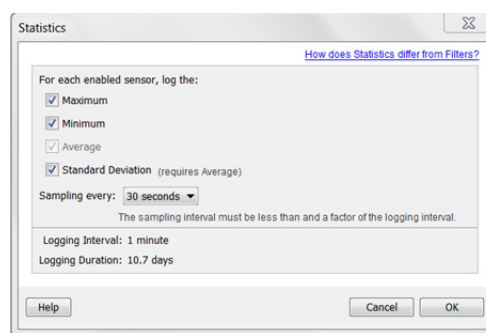 Statistics
How does Statistics differ from Filters?
For each enabled sensor, log the:
Maximum
Minimum
Average
Standard Deviation (requires Average)
Sampling every: 30 seconds
The sampling interval must be less than and a factor of the logging interval.
Logging Interval: 1 minute
Logging Duration: 10.7 days
Help Cancel OK